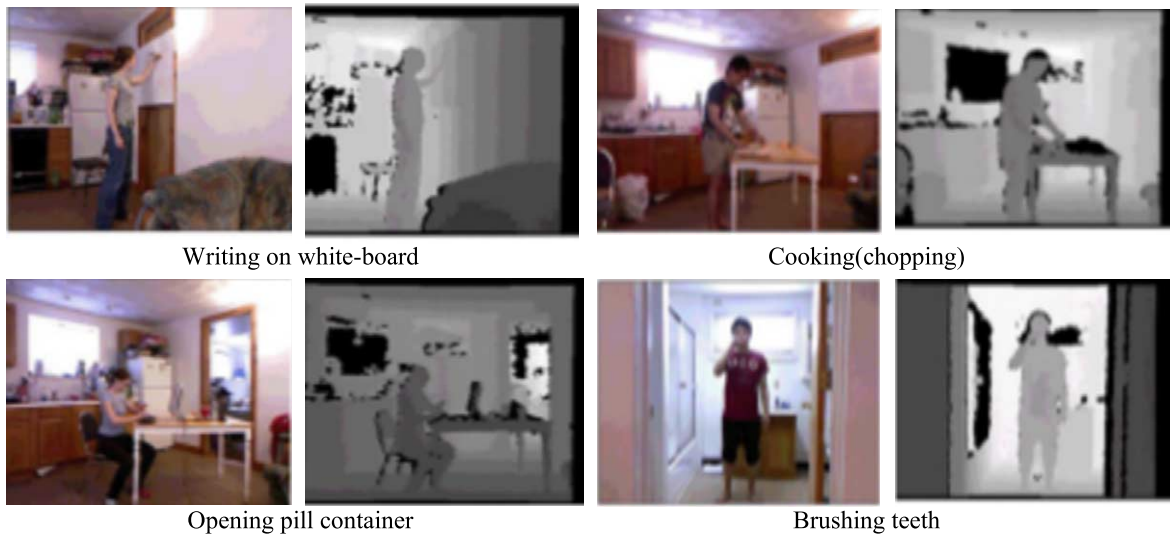 Writing on white-board
Cooking(chopping)
Opening pill container
Brushing teeth